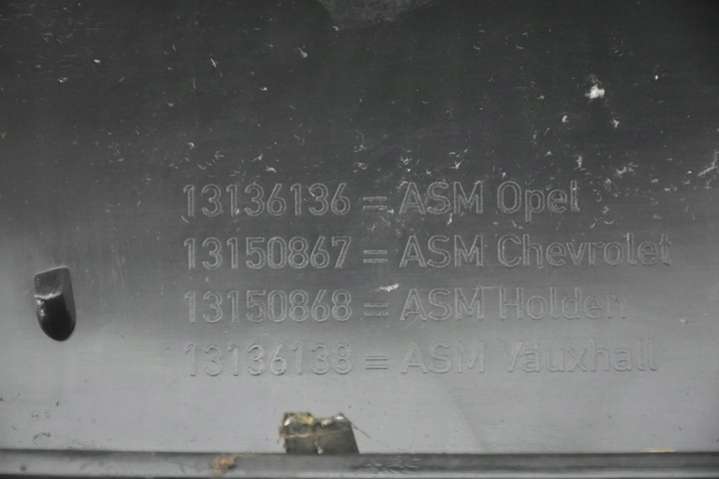 13136136 = ASM Opel
13150867 = ASM Chevrolet
13150868 = ASM Holden
13136138 = ASM Vauxhall